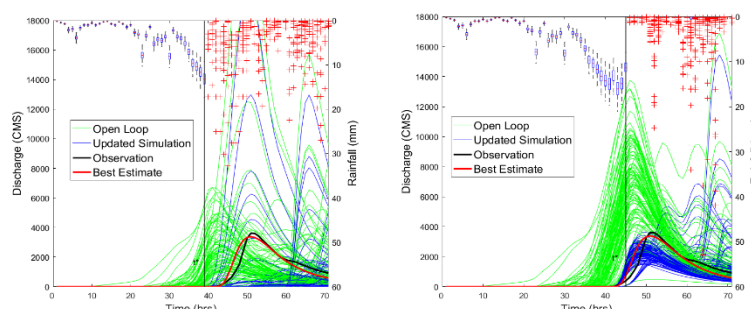 18000
16000
14000
12000
10000
8000
6000
4000
2000
0
Discharge (CMS)
Open Loop
Updated Simulation
Observation
Best Estimate
0
10
20
30
40
50
60
Rainfall (mm)
0 10 20 30 40 50 60 70
Time (hrs)
18000
16000
14000
12000
10000
8000
6000
4000
2000
0
Discharge (CMS)
Open Loop
Updated Simulation
Observation
Best Estimate
0
10
20
30
40
50
60
Rainfall (mm)
0 10 20 30 40 50 60 70
Time (hrs)